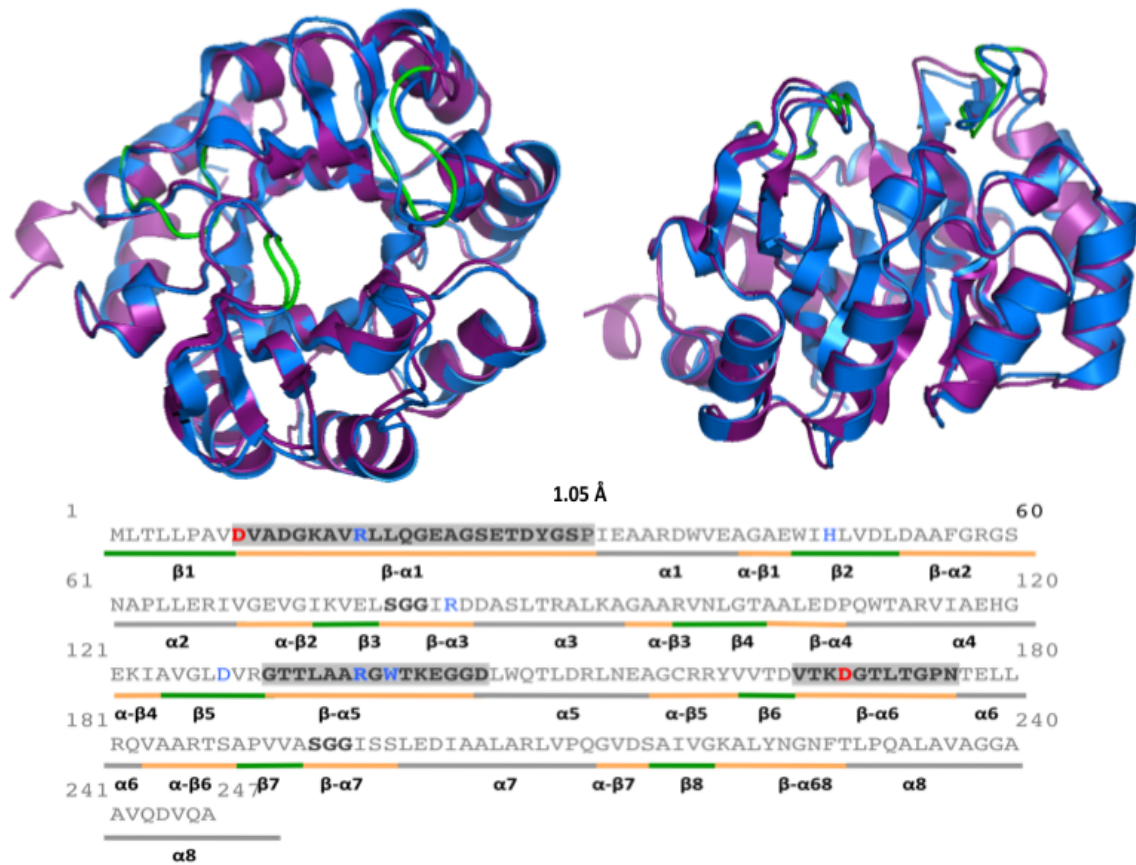 1.05 Å
1 60
MLTLLPAVDVADGKAVRLLQGEAGSETDYGSPIEAARDWVEAGAEWIHLVDLDAAFGRGS
β1 β-α1 α1 α-β1 β2 β-α2
61 120
NAPLLERIVGEVGIKVELSGGIRDDASLTRALKAGAARVNLGTAALEDPQWTARVIAEHG
α2 α-β2 β3 β-α3 α3 α-β3 β4 β-α4 α4
121 180
EKIAVGLDVRGTTLAARGWTKEGGDLWQTLDRLNEAGCRRYVVTDVTKDGTLTGPNTELL
α-β4 β5 β-α5 α5 α-β5 β6 β-α6 α6
181 240
RQVAARTSAPVVASGGISSLEDIAALARLVPQGVDSAIVGKALYNGNFTLPQALAVAGGA
α6 α-β6 β7 β-α7 α7 α-β7 β8 β-α68 α8
241 247
AVQDVQA
α8